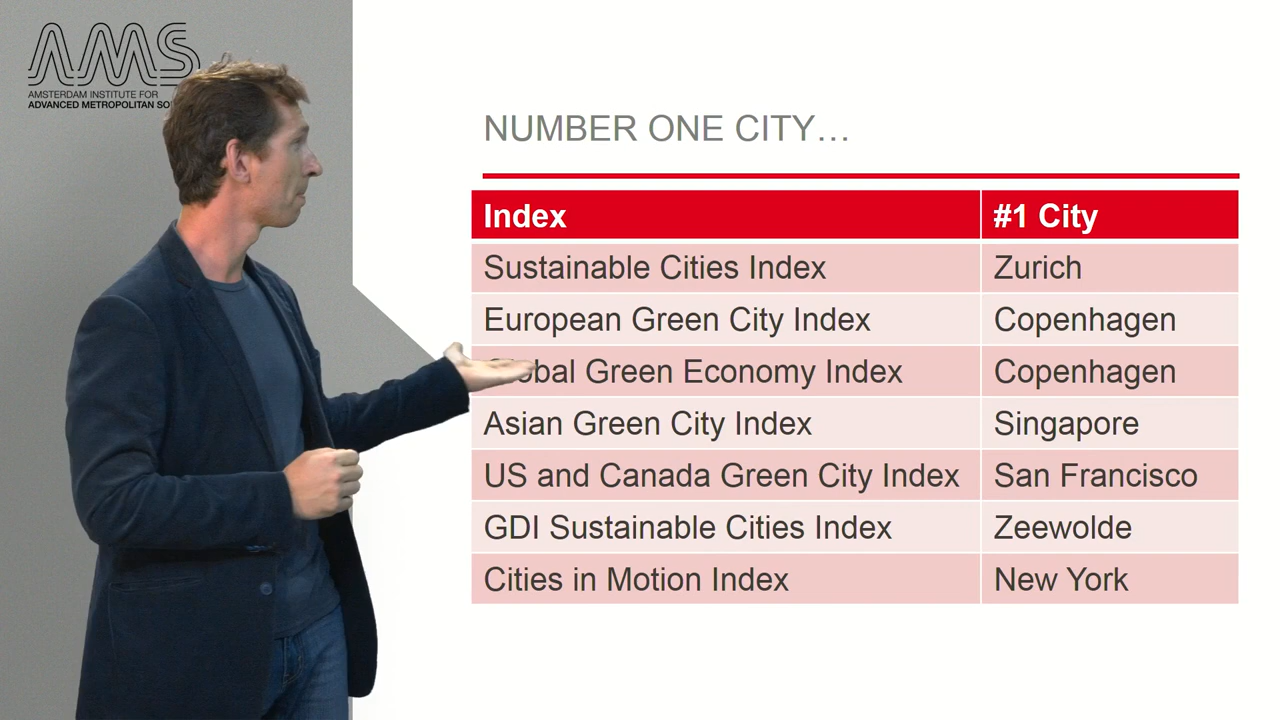 AMS
AMSTERDAM INSTITUTE FOR
ADVANCED METROPOLITAN
NUMBER ONE CITY…
Index #1 City
Sustainable Cities Index Zurich
European Green City Index Copenhagen
Global Green Economy Index Copenhagen
Asian Green City Index Singapore
US and Canada Green City Index San Francisco
GDI Sustainable Cities Index Zeewolde
Cities in Motion Index New York